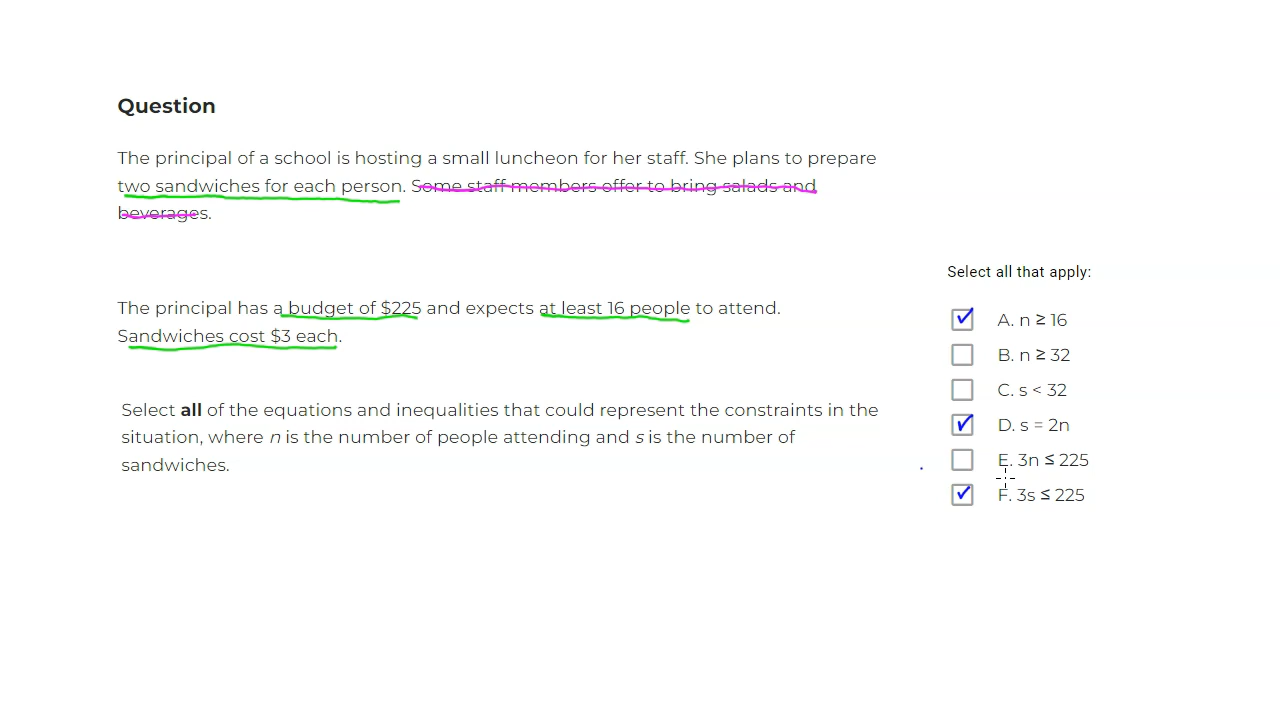 Question
The principal of a school is hosting a small luncheon for her staff. She plans to prepare
two sandwiches for each person. Some staff members offer to bring salads and
beverages.
The principal has a budget of $225 and expects at least 16 people to attend.
Sandwiches cost $3 each.
Select all of the equations and inequalities that could represent the constraints in the
situation, where n is the number of people attending and s is the number of
sandwiches.
Select all that apply:
A. n ≥ 16
B. n ≥ 32
C. s < 32
D. s = 2n
E. 3n ≤ 225
F. 3s ≤ 225